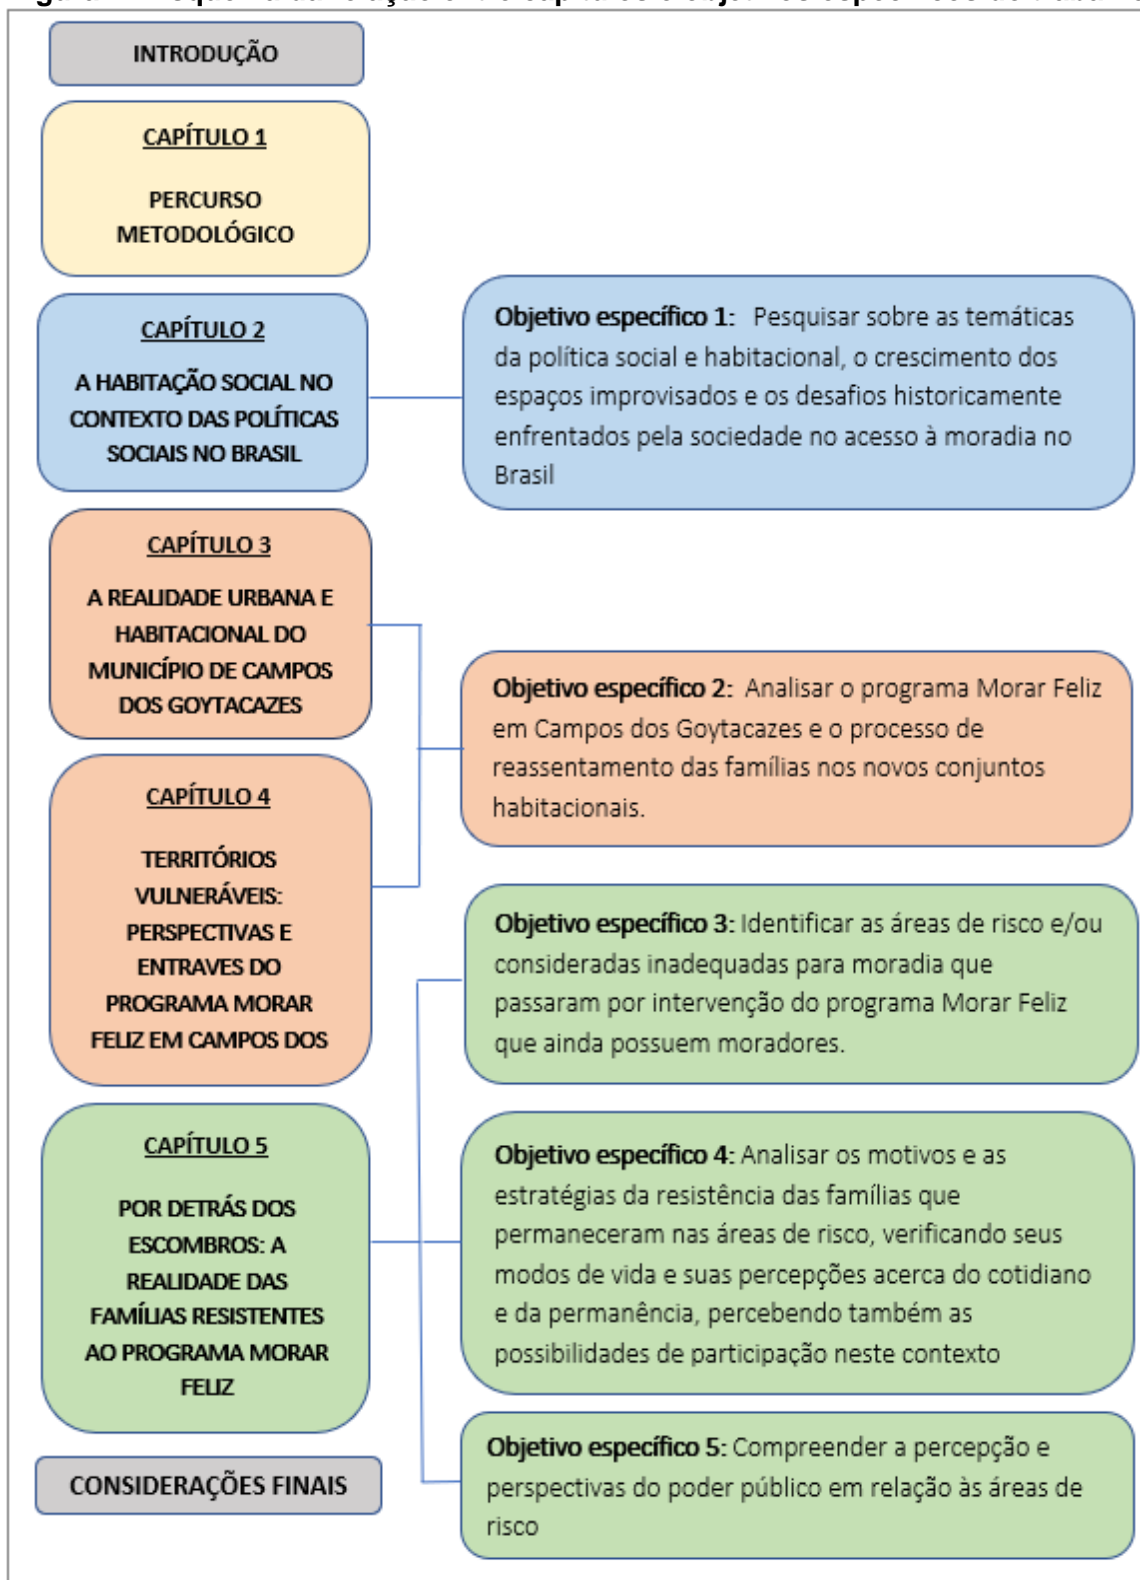 INTRODUÇÃO
CAPÍTULO 1
PERCURSO
METODOLÓGICO
CAPÍTULO 2
A HABITAÇÃO SOCIAL NO
CONTEXTO DAS POLÍTICAS
SOCIAIS NO BRASIL
Objetivo específico 1: Pesquisar sobre as temáticas
da política social e habitacional, o crescimento dos
espaços improvisados e os desafios historicamente
enfrentados pela sociedade no acesso à moradia no
Brasil
CAPÍTULO 3
A REALIDADE URBANA E
HABITACIONAL DO
MUNICÍPIO DE CAMPOS
DOS GOYTACAZES
CAPÍTULO 4
TERRITÓRIOS
VULNERÁVEIS:
PERSPECTIVAS E
ENTRAVES DO
PROGRAMA MORAR
FELIZ EM CAMPOS DOS
Objetivo específico 2: Analisar o programa Morar Feliz
em Campos dos Goytacazes e o processo de
reassentamento das famílias nos novos conjuntos
habitacionais.
CAPÍTULO 5
POR DETRÁS DOS
ESCOMBROS: A
REALIDADE DAS
FAMÍLIAS RESISTENTES
AO PROGRAMA MORAR
FELIZ
Objetivo específico 3: Identificar as áreas de risco e/ou
consideradas inadequadas para moradia que
passaram por intervenção do programa Morar Feliz
que ainda possuem moradores.
Objetivo específico 4: Analisar os motivos e as
estratégias da resistência das famílias que
permaneceram nas áreas de risco, verificando seus
modos de vida e suas percepções acerca do cotidiano
e da permanência, percebendo também as
possibilidades de participação neste contexto
Objetivo específico 5: Compreender a percepção e
perspectivas do poder público em relação às áreas de
risco
CONSIDERAÇÕES FINAIS